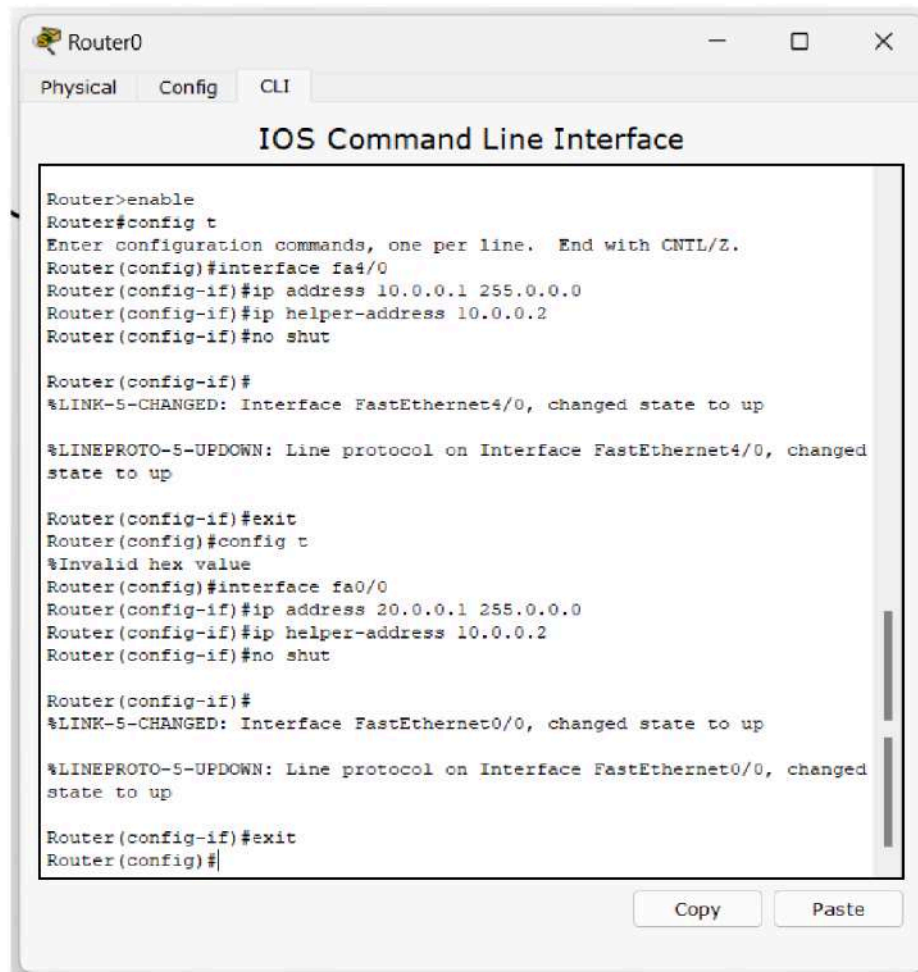 Router0
Physical Config CLI
IOS Command Line Interface
Router>enable
Router#config t
Enter configuration commands, one per line.  End with CNTL/Z.
Router(config)#interface fa4/0
Router(config-if)#ip address 10.0.0.1 255.0.0.0
Router(config-if)#ip helper-address 10.0.0.2
Router(config-if)#no shut
Router(config-if)#
%LINK-5-CHANGED: Interface FastEthernet4/0, changed state to up
%LINEPROTO-5-UPDOWN: Line protocol on Interface FastEthernet4/0, changed
state to up
Router(config-if)#exit
Router(config)#config t
%Invalid hex value
Router(config)#interface fa0/0
Router(config-if)#ip address 20.0.0.1 255.0.0.0
Router(config-if)#ip helper-address 10.0.0.2
Router(config-if)#no shut
Router(config-if)#
%LINK-5-CHANGED: Interface FastEthernet0/0, changed state to up
%LINEPROTO-5-UPDOWN: Line protocol on Interface FastEthernet0/0, changed
state to up
Router(config-if)#exit
Router(config)#
Copy Paste